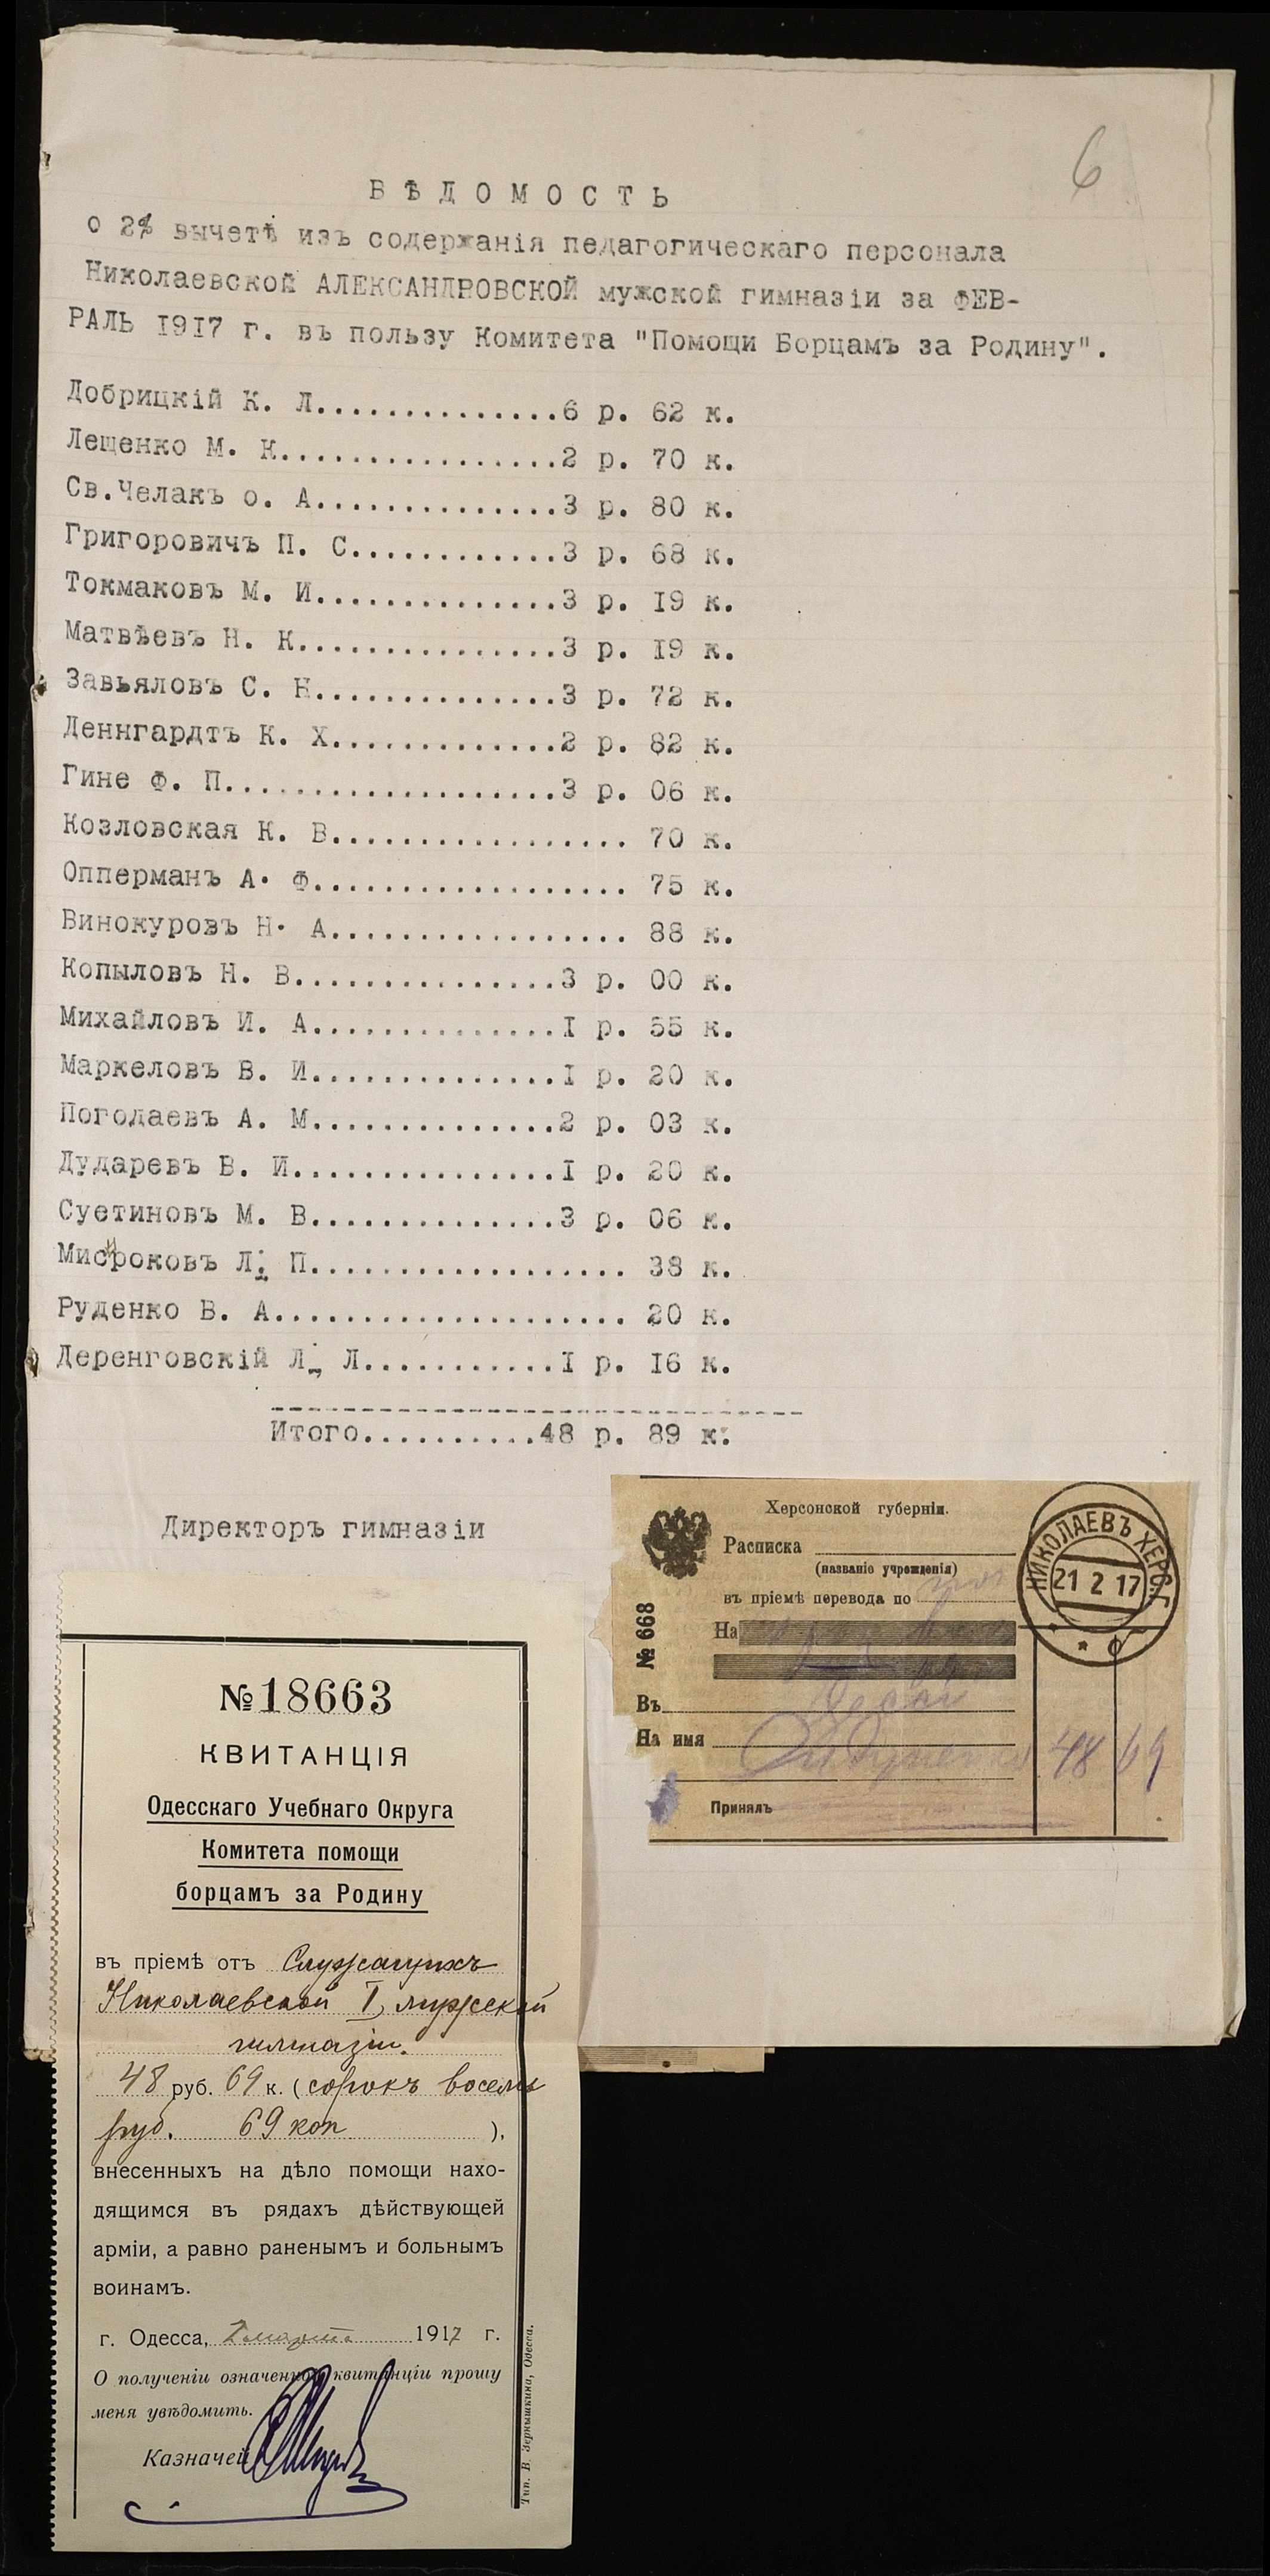 6
ВѢДОМОСТЬ
о 2% вычетѣ изъ содержанія педагогическаго персонала
Николаевской АЛЕКСАНДРОВСКОЙ мужской гимназіи за ФЕВ-
РАЛЬ 1917 г. въ пользу Комитета "Помощи Борцамъ за Родину".
Добрицкій К. Л..............6 р. 62 к.
Лещенко М. К................2 р. 70 к.
Св.Челакъ о. А..............3 р. 80 к.
Григоровичъ П. С............3 р. 68 к.
Токмаковъ М. И..............3 р. 19 к.
Матвѣевъ Н. К...............3 р. 19 к.
Завьяловъ С. Н..............3 р. 72 к.
Деннгардтъ К. Х.............2 р. 82 к.
Гине Ф. П...................3 р. 06 к.
Козловская К. В................. 70 к.
Опперманъ А. Ф.................. 75 к.
Винокуровъ Н. А................. 88 к.
Копыловъ Н. В...............3 р. 00 к.
Михайловъ И. А..............1 р. 55 к.
Маркеловъ В. И..............1 р. 20 к.
Погодаевъ А. М..............2 р. 03 к.
Дударевъ В. И...............1 р. 20 к.
Суетиновъ М. В..............3 р. 06 к.
Мисироковъ Л. П.................. 38 к.
Руденко В. А.................... 20 к.
Деренговскій Л. Л...........1 р. 16 к.
Итого..........48 р. 89 к.
Директоръ гимназіи
Херсонской губерніи.
Расписка
(названіе учрежденія)
въ пріемѣ перевода по
На
№ 668
Въ
На имя 48 69
Принялъ
НИКОЛАЕВЪ ХЕРС. Г.
21 2 17
№ 18663
КВИТАНЦІЯ
Одесскаго Учебнаго Округа
Комитета помощи
борцамъ за Родину
въ пріемѣ отъ Служащихъ
Николаевской I мужской
гимназіи.
48 руб. 69 к. (сорокъ восемь
руб. 69 коп ),
внесенныхъ на дѣло помощи нахо-
дящимся въ рядахъ дѣйствующей
арміи, а равно раненымъ и больнымъ
воинамъ.
г. Одесса, марта 1917 г.
О полученіи означенной квитанціи прошу
меня увѣдомить.
Казначей
Тип. В. Зернышкина, Одесса.